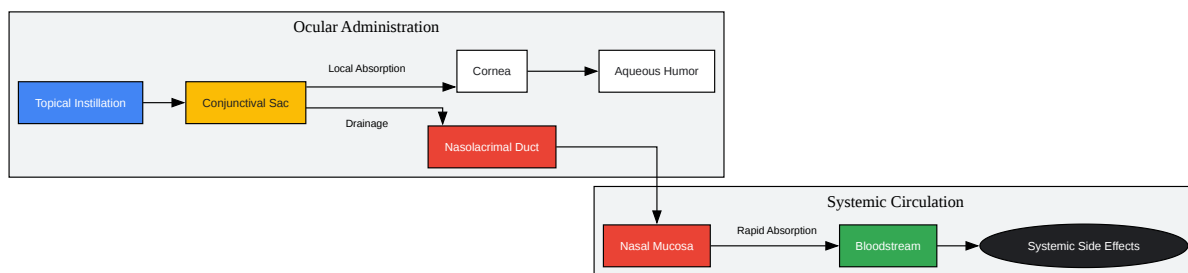 Ocular Administration
Topical Instillation
Conjunctival Sac
Local Absorption
Cornea
Aqueous Humor
Drainage
Nasolacrimal Duct
Systemic Circulation
Nasal Mucosa
Rapid Absorption
Bloodstream
Systemic Side Effects